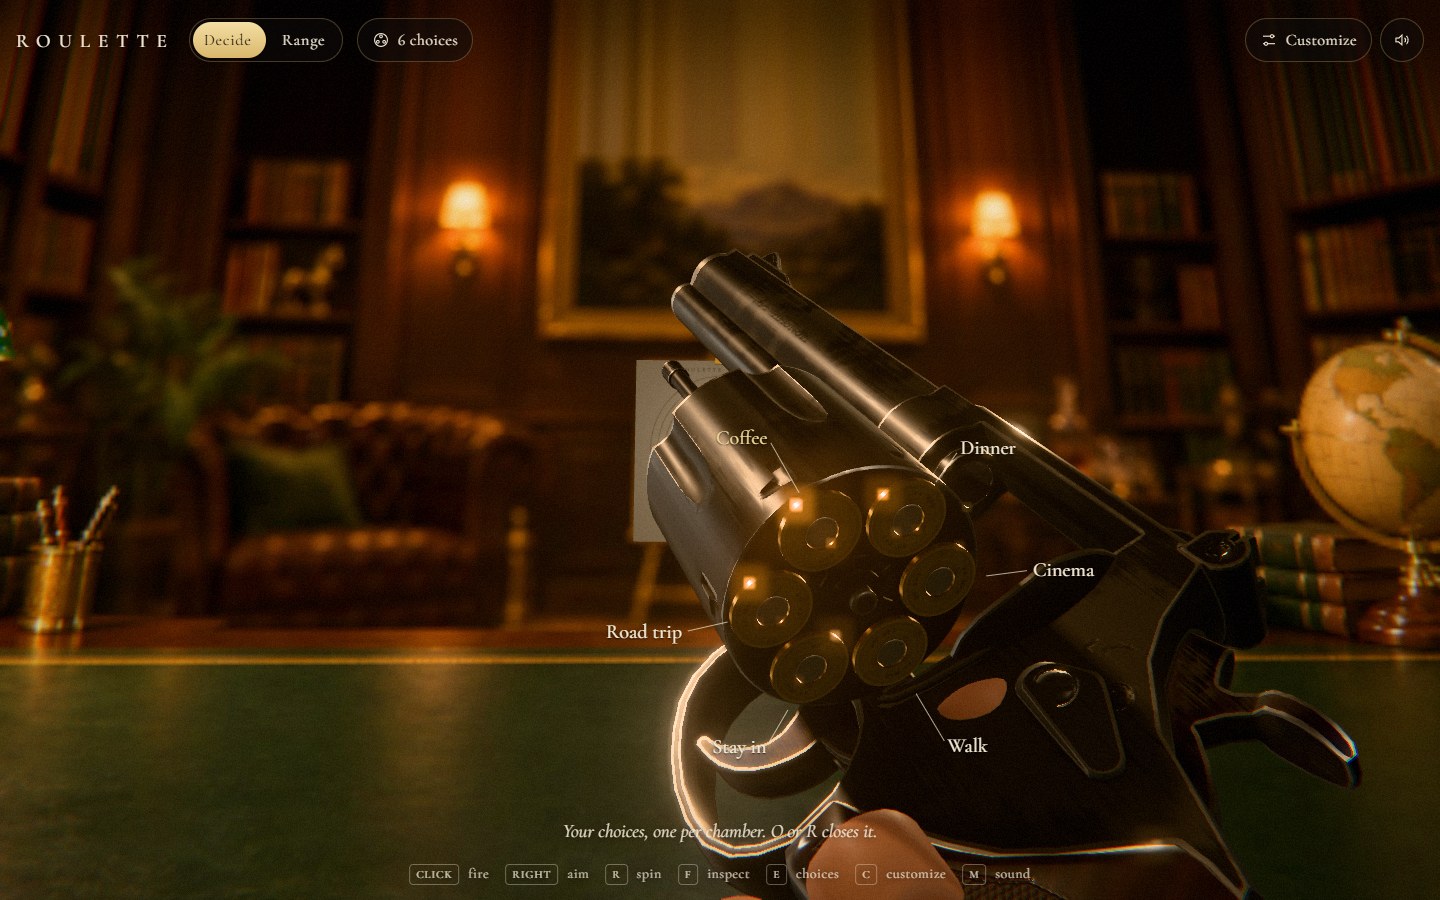 ROULETTE
Decide
Range
6 choices
Customize
Coffee
Dinner
Cinema
Road trip
Stay in
Walk
Your choices, one per chamber. O or R closes it.
CLICK fire RIGHT aim R spin F inspect E choices C customize M sound